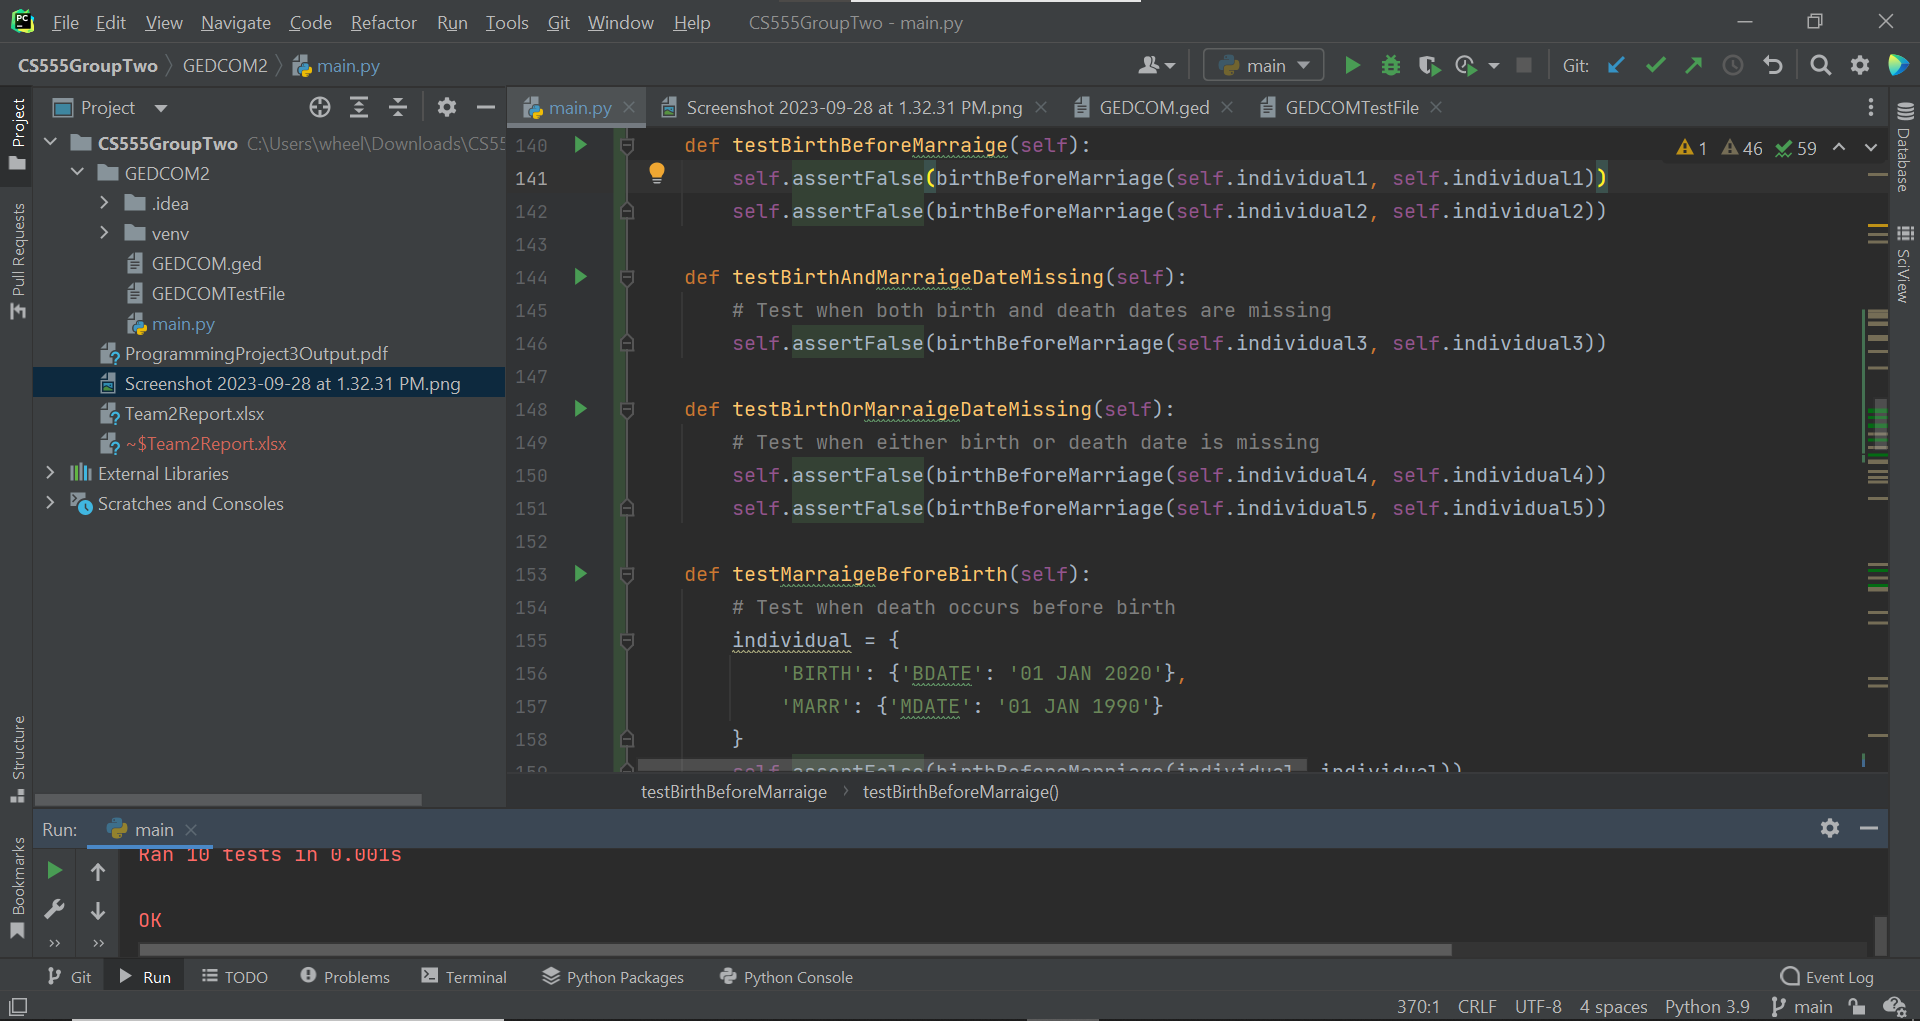 PC File Edit View Navigate Code Refactor Run Tools Git Window Help CS555GroupTwo - main.py
CS555GroupTwo GEDCOM2 main.py main Git:
Project
main.py Screenshot 2023-09-28 at 1.32.31 PM.png GEDCOM.ged GEDCOMTestFile
Project
Pull Requests
Structure
Bookmarks
CS555GroupTwo C:\Users\wheel\Downloads\CS55
GEDCOM2
.idea
venv
GEDCOM.ged
GEDCOMTestFile
main.py
ProgrammingProject3Output.pdf
Screenshot 2023-09-28 at 1.32.31 PM.png
Team2Report.xlsx
~$Team2Report.xlsx
External Libraries
Scratches and Consoles
1 46 59
140 def testBirthBeforeMarraige(self):
141 self.assertFalse(birthBeforeMarriage(self.individual1, self.individual1))
142 self.assertFalse(birthBeforeMarriage(self.individual2, self.individual2))
143
144 def testBirthAndMarraigeDateMissing(self):
145 # Test when both birth and death dates are missing
146 self.assertFalse(birthBeforeMarriage(self.individual3, self.individual3))
147
148 def testBirthOrMarraigeDateMissing(self):
149 # Test when either birth or death date is missing
150 self.assertFalse(birthBeforeMarriage(self.individual4, self.individual4))
151 self.assertFalse(birthBeforeMarriage(self.individual5, self.individual5))
152
153 def testMarraigeBeforeBirth(self):
154 # Test when death occurs before birth
155 individual = {
156 'BIRTH': {'BDATE': '01 JAN 2020'},
157 'MARR': {'MDATE': '01 JAN 1990'}
158 }
159 self.assertFalse(birthBeforeMarriage(individual, individual))
testBirthBeforeMarraige testBirthBeforeMarraige()
Database
SciView
Run: main
Ran 10 tests in 0.001s
OK
Git Run TODO Problems Terminal Python Packages Python Console Event Log
370:1 CRLF UTF-8 4 spaces Python 3.9 main